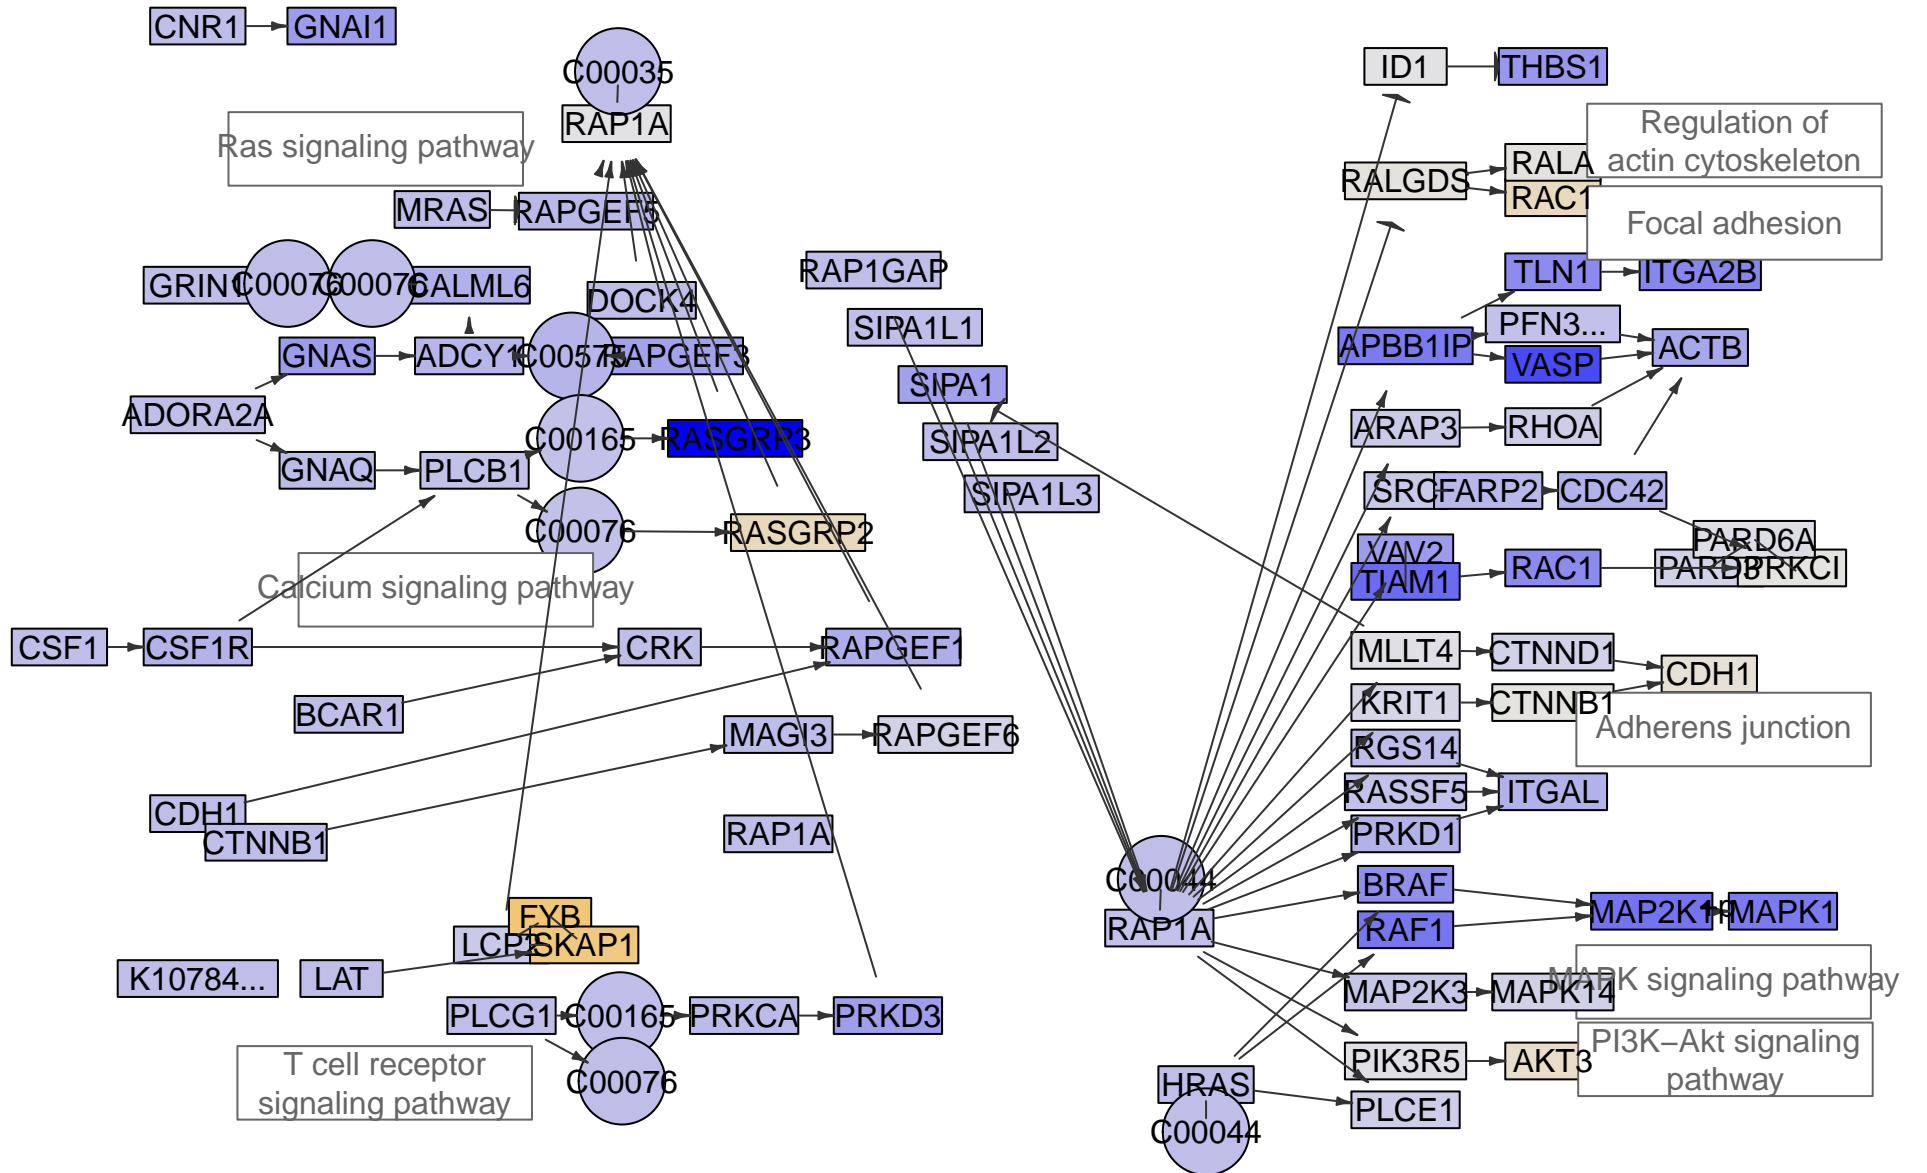 CNR1
GNAI1
C00035
RAP1A
Ras signaling pathway
MRAS
RAPGEF5
GRIN1
C00076
C00076
CALML6
DOCK4
GNAS
ADCY1
C00575
RAPGEF3
ADORA2A
C00165
RASGRP3
GNAQ
PLCB1
C00076
RASGRP2
Calcium signaling pathway
CSF1
CSF1R
CRK
RAPGEF1
BCAR1
MAGI3
RAPGEF6
CDH1
CTNNB1
RAP1A
FYB
LCP2
SKAP1
K10784...
LAT
PLCG1
C00165
PRKCA
PRKD3
C00076
T cell receptor
signaling pathway
RAP1GAP
SIPA1L1
SIPA1
SIPA1L2
SIPA1L3
C00044
RAP1A
HRAS
C00044
ID1
THBS1
Regulation of
actin cytoskeleton
RALGDS
RALA
RAC1
Focal adhesion
TLN1
ITGA2B
APBB1IP
PFN3...
VASP
ACTB
ARAP3
RHOA
SRC
FARP2
CDC42
VAV2
TIAM1
RAC1
PARD6A
PARD3
PRKCI
MLLT4
CTNND1
CDH1
KRIT1
CTNNB1
Adherens junction
RGS14
RASSF5
ITGAL
PRKD1
BRAF
MAP2K1
MAPK1
RAF1
MAP2K3
MAPK14
MAPK signaling pathway
PIK3R5
AKT3
PI3K−Akt signaling
pathway
PLCE1